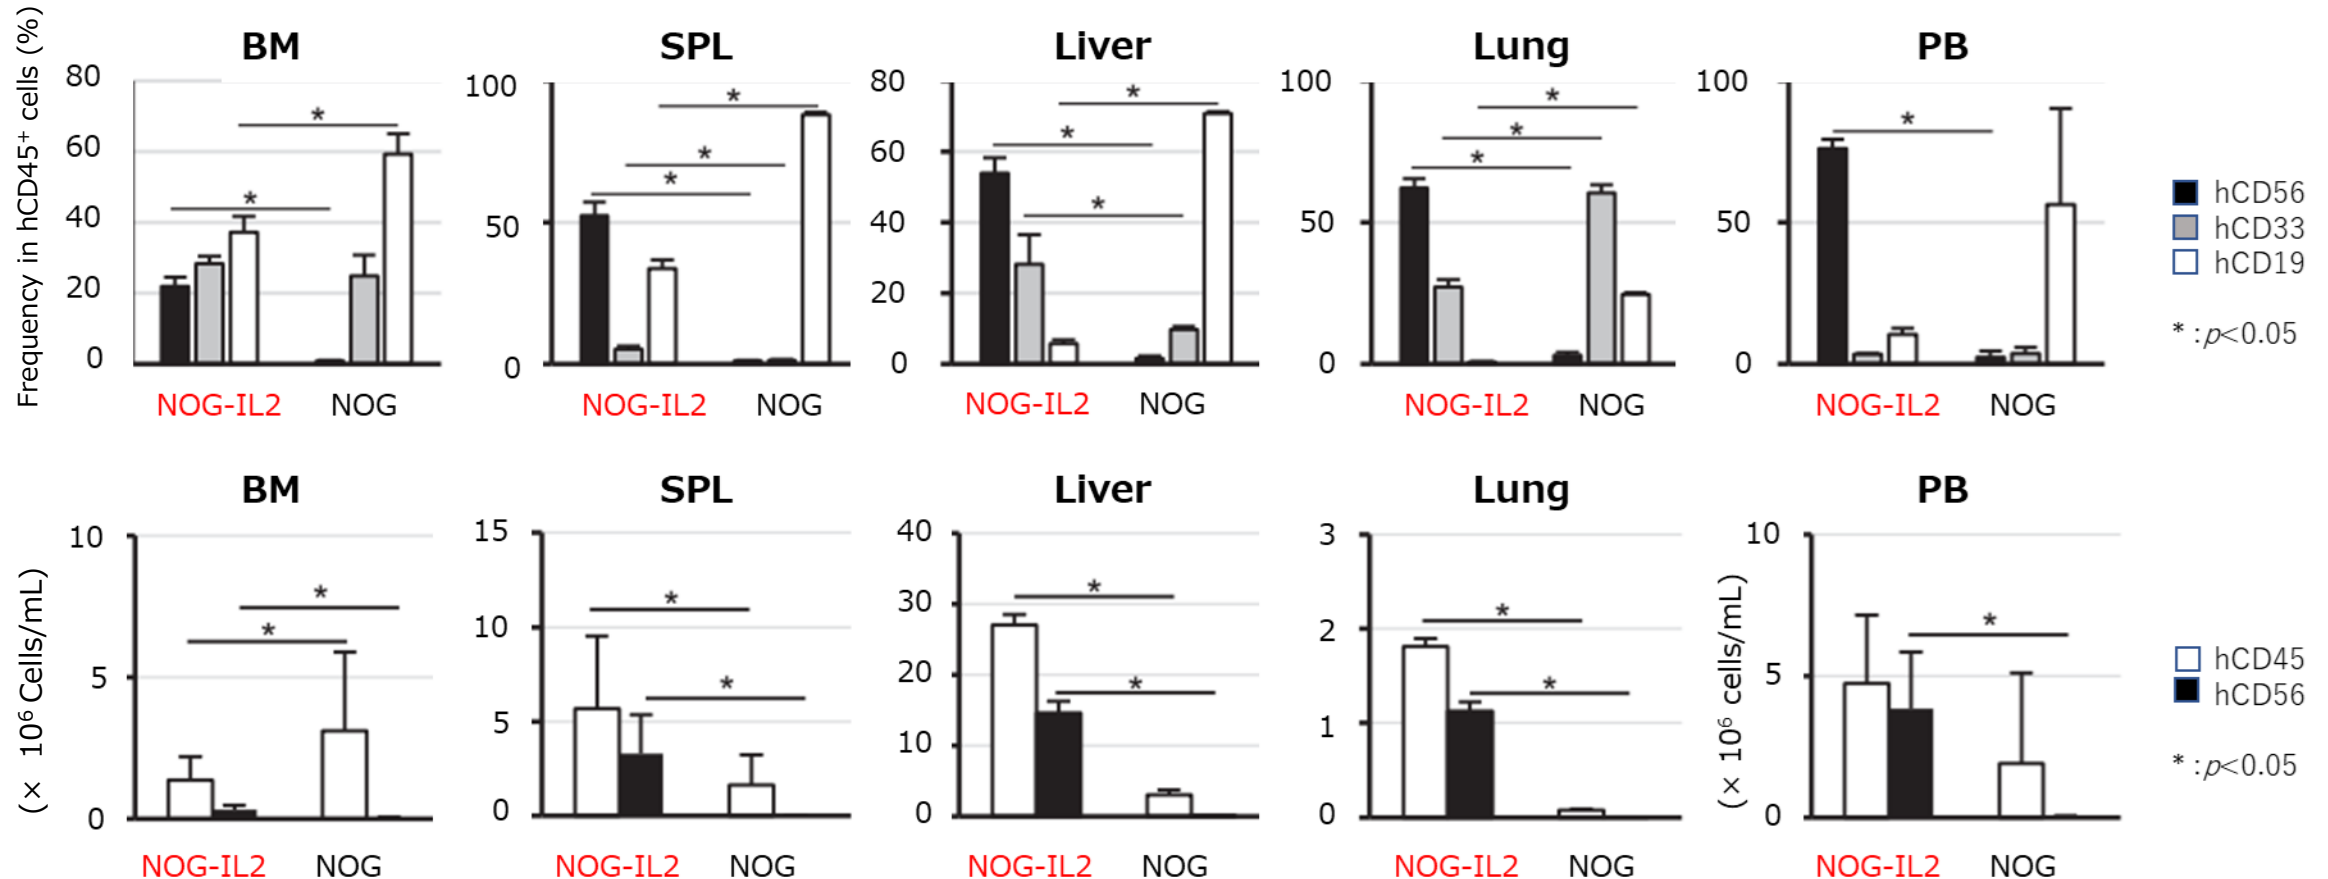 Frequency in hCD45+ cells (%)
BM
80
60
40
20
0
*
*
NOG-IL2 NOG
SPL
100
50
0
*
*
*
NOG-IL2 NOG
Liver
80
60
40
20
0
*
*
*
NOG-IL2 NOG
Lung
100
50
0
*
*
*
NOG-IL2 NOG
PB
100
50
0
*
NOG-IL2 NOG
hCD56
hCD33
hCD19
* :p<0.05
(× 10⁶ Cells/mL)
BM
10
5
0
*
*
NOG-IL2 NOG
SPL
15
10
5
0
*
*
NOG-IL2 NOG
Liver
40
30
20
10
0
*
*
NOG-IL2 NOG
Lung
3
2
1
0
*
*
NOG-IL2 NOG
(× 10⁶ cells/mL)
PB
10
5
0
*
NOG-IL2 NOG
hCD45
hCD56
* :p<0.05